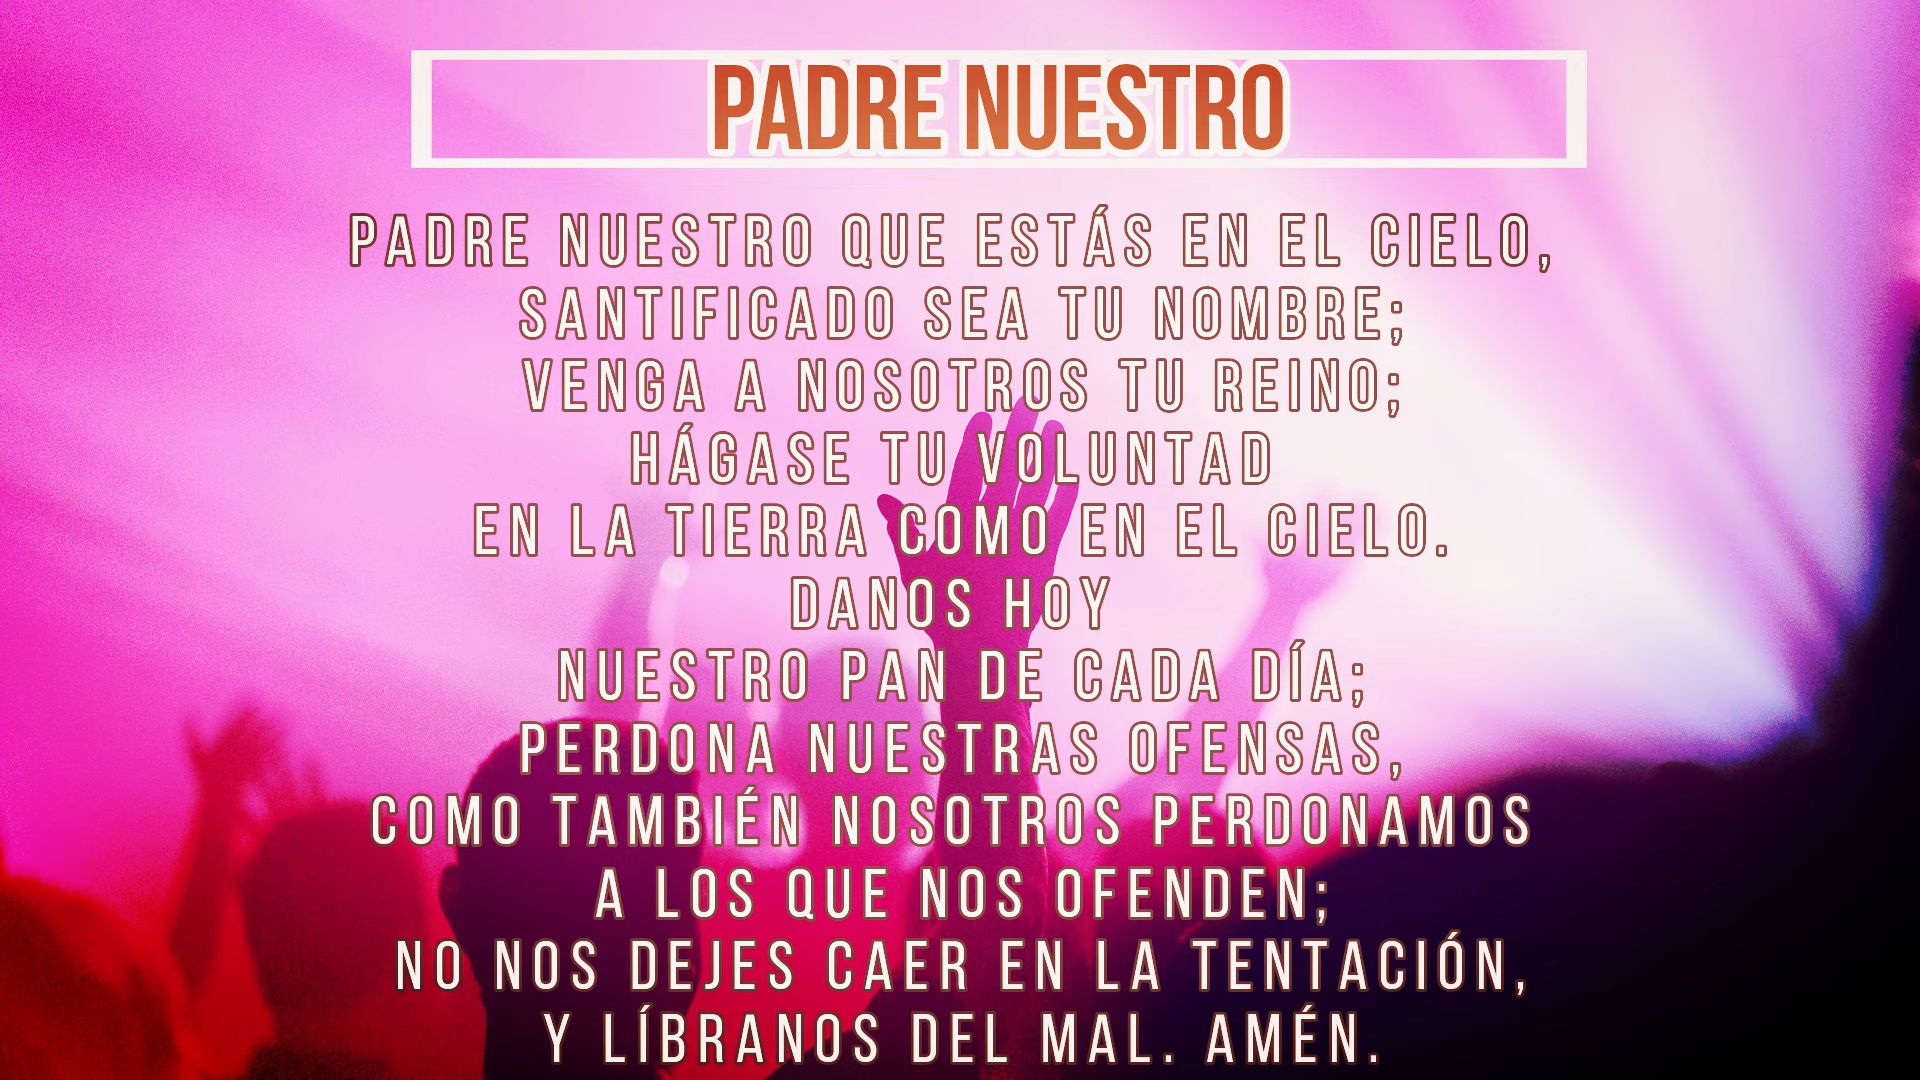 PADRE NUESTRO
PADRE NUESTRO QUE ESTÁS EN EL CIELO,
SANTIFICADO SEA TU NOMBRE;
VENGA A NOSOTROS TU REINO;
HÁGASE TU VOLUNTAD
EN LA TIERRA COMO EN EL CIELO.
DANOS HOY
NUESTRO PAN DE CADA DÍA;
PERDONA NUESTRAS OFENSAS,
COMO TAMBIÉN NOSOTROS PERDONAMOS
A LOS QUE NOS OFENDEN;
NO NOS DEJES CAER EN LA TENTACIÓN,
Y LÍBRANOS DEL MAL. AMÉN.